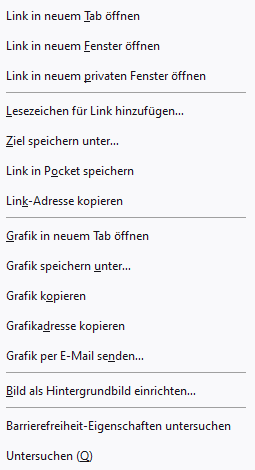 Link in neuem Tab öffnen
Link in neuem Fenster öffnen
Link in neuem privaten Fenster öffnen
Lesezeichen für Link hinzufügen...
Ziel speichern unter...
Link in Pocket speichern
Link-Adresse kopieren
Grafik in neuem Tab öffnen
Grafik speichern unter...
Grafik kopieren
Grafikadresse kopieren
Grafik per E-Mail senden...
Bild als Hintergrundbild einrichten...
Barrierefreiheit-Eigenschaften untersuchen
Untersuchen (Q)